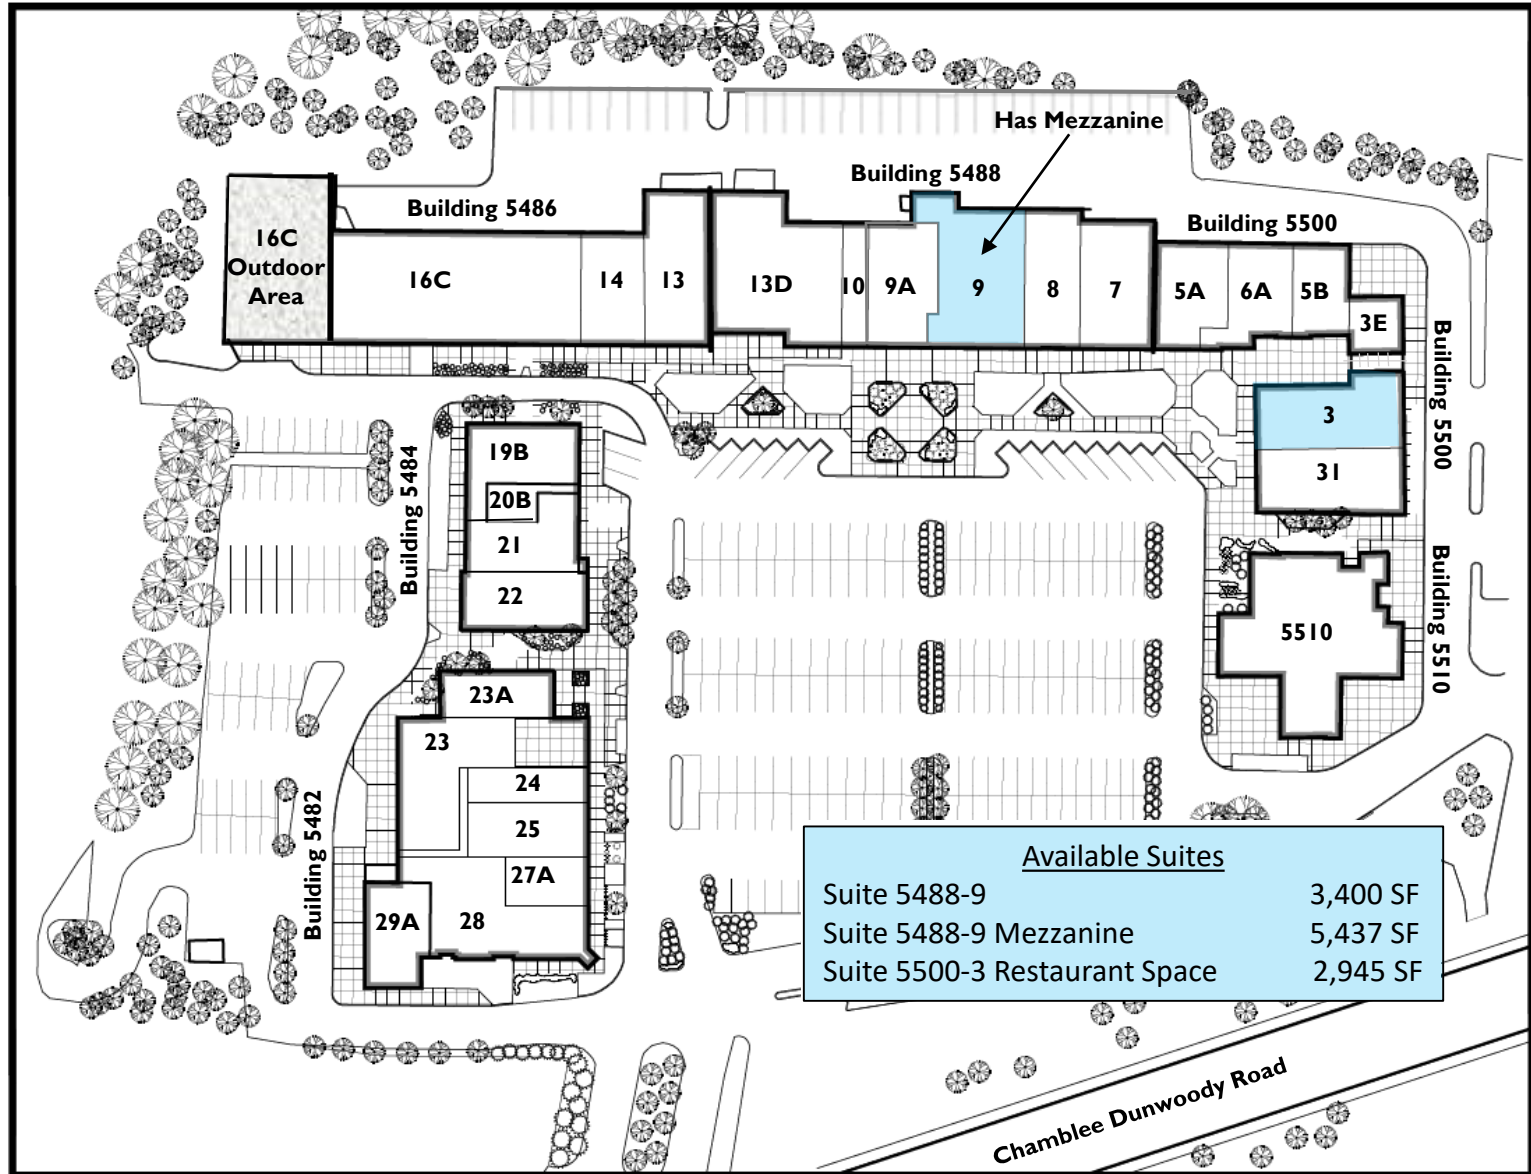 Has Mezzanine
Building 5488
Building 5486
Building 5500
16C
Outdoor
Area
16C
14
13
13D
10
9A
9
8
7
5A
6A
5B
3E
Building 5500
3
31
Building 5484
19B
20B
21
22
5510
Building 5510
23A
23
24
25
27A
28
29A
Building 5482
Available Suites
Suite 5488-9 3,400 SF
Suite 5488-9 Mezzanine 5,437 SF
Suite 5500-3 Restaurant Space 2,945 SF
Chamblee Dunwoody Road